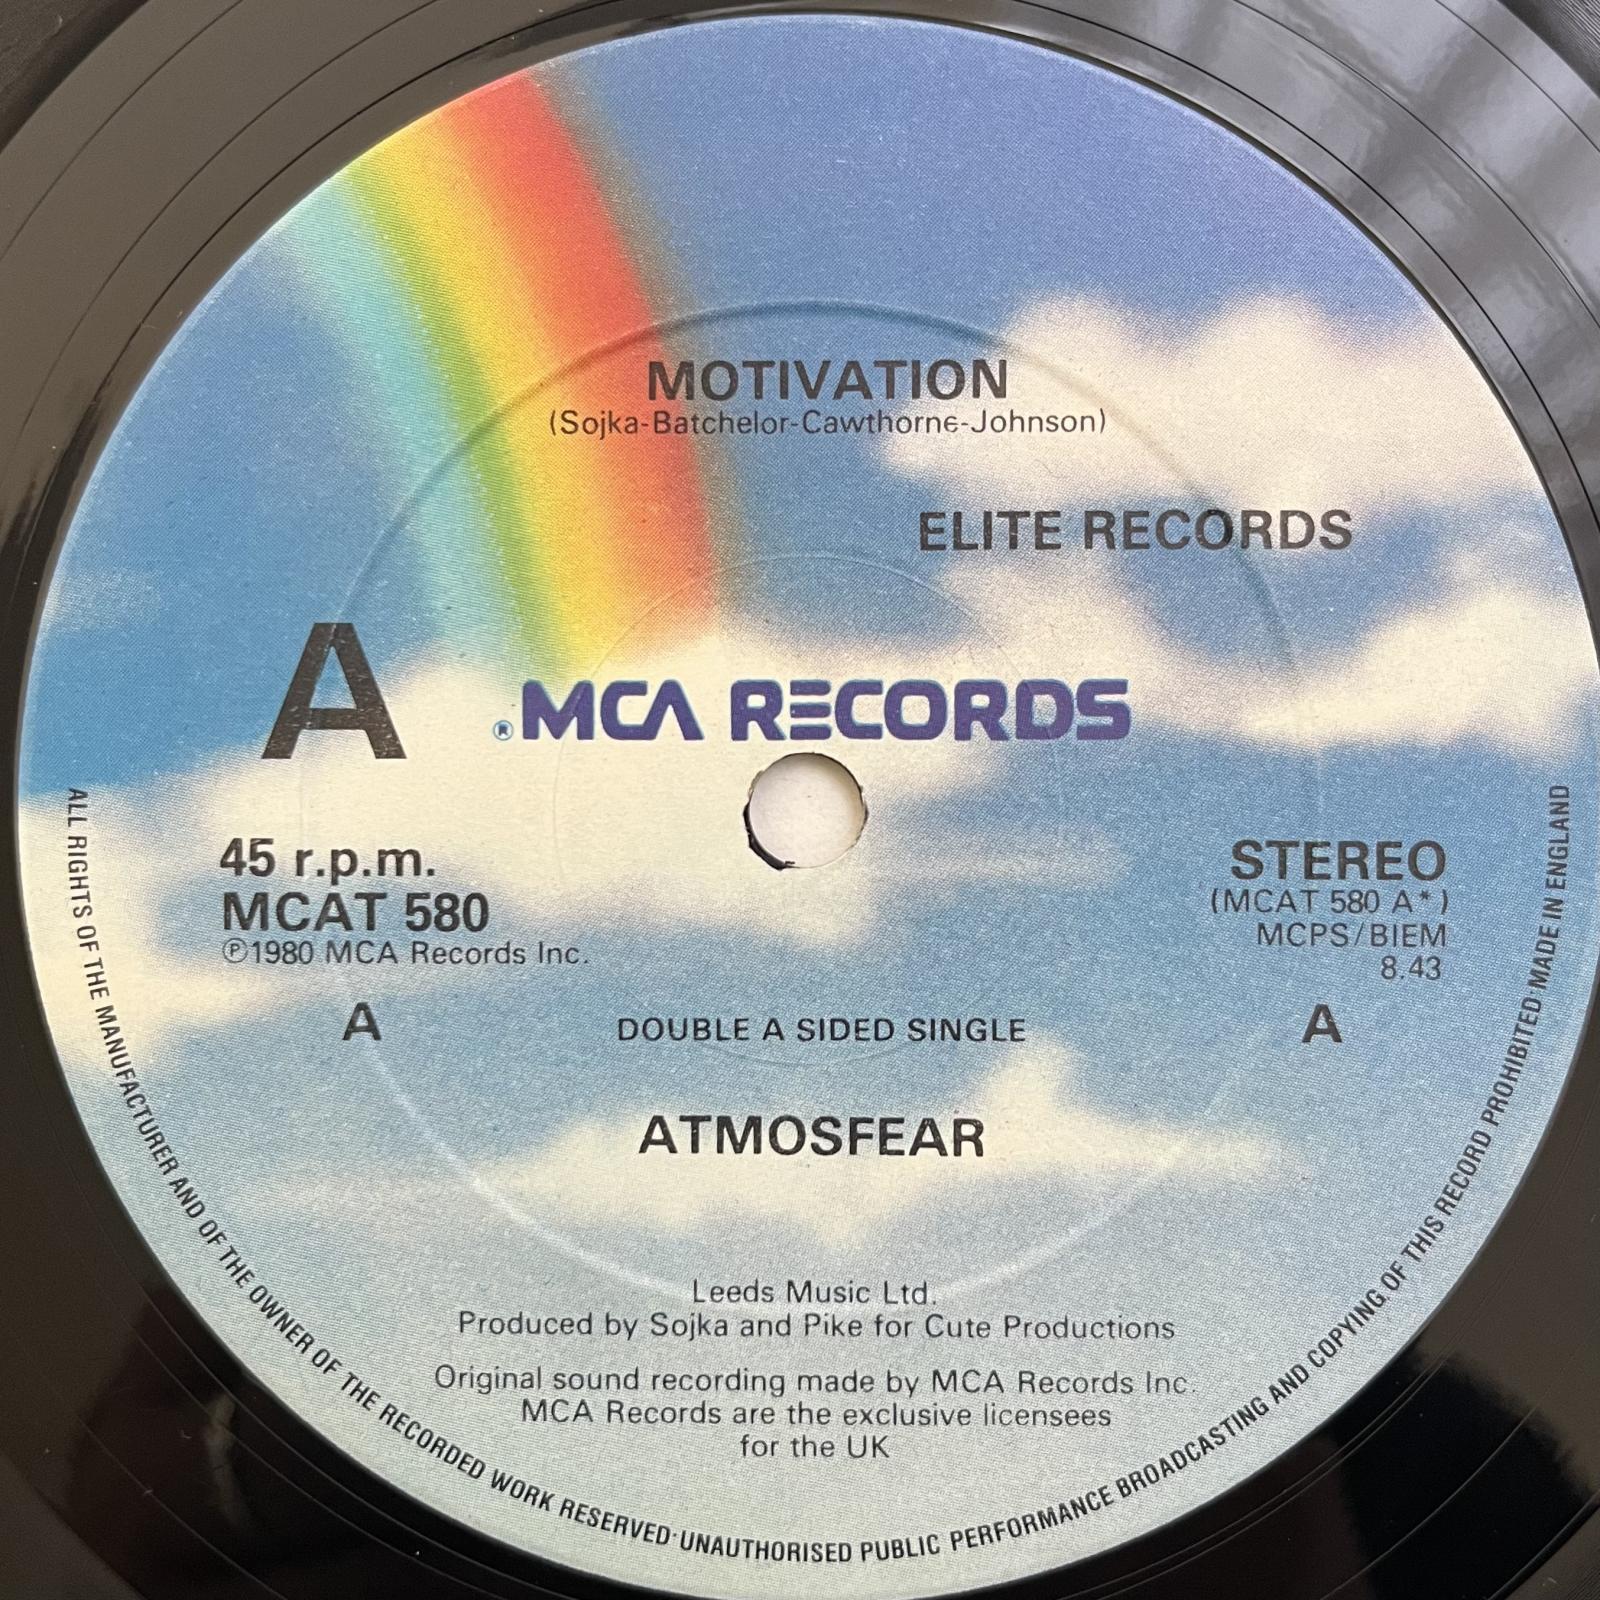 MOTIVATION
(Sojka-Batchelor-Cawthorne-Johnson)
ELITE RECORDS
A
® MCA RECORDS
45 r.p.m.
MCAT 580
℗1980 MCA Records Inc.
STEREO
(MCAT 580 A*)
MCPS/BIEM
8.43
A
DOUBLE A SIDED SINGLE
A
ATMOSFEAR
Leeds Music Ltd.
Produced by Sojka and Pike for Cute Productions
Original sound recording made by MCA Records Inc.
MCA Records are the exclusive licensees
for the UK
ALL RIGHTS OF THE MANUFACTURER AND OF THE OWNER OF THE RECORDED WORK RESERVED·UNAUTHORISED PUBLIC PERFORMANCE BROADCASTING AND COPYING OF THIS RECORD PROHIBITED·MADE IN ENGLAND